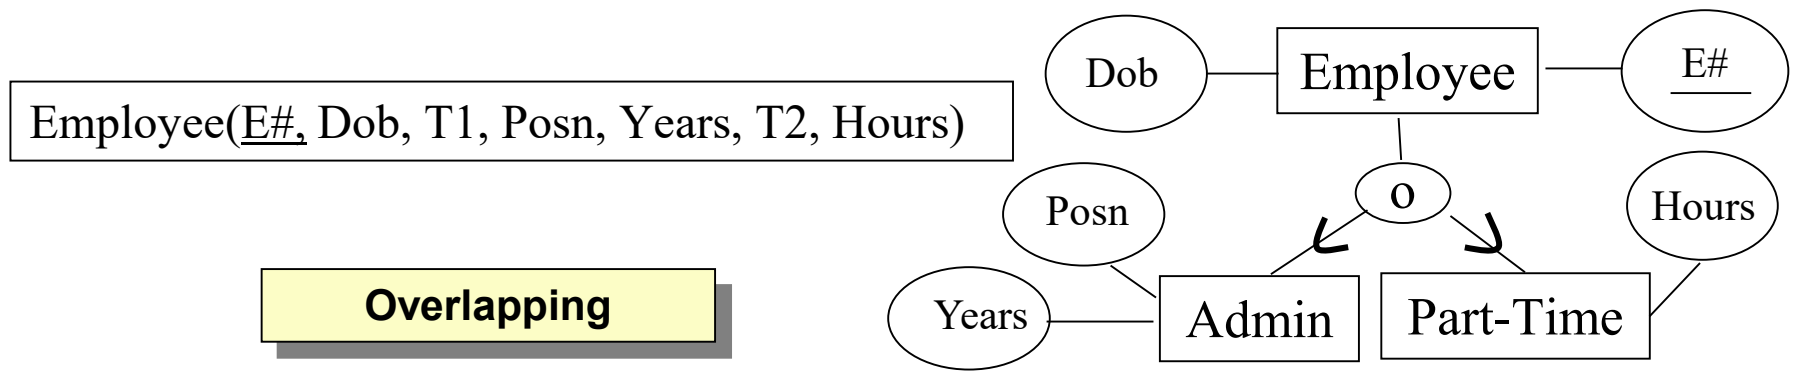 Employee(E#, Dob, T1, Posn, Years, T2, Hours)
Overlapping
Dob
Employee
E#
o
Posn
Hours
Years
Admin
Part-Time